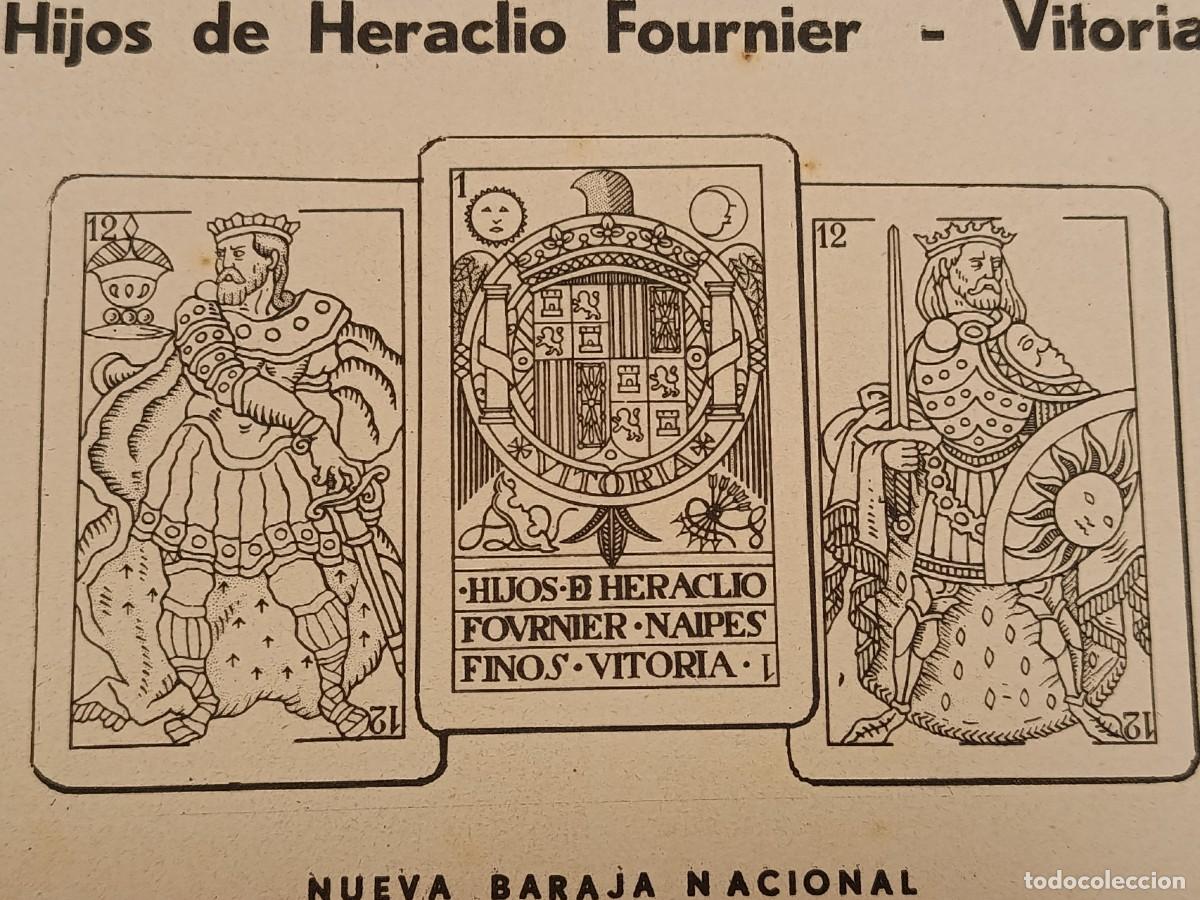 Hijos de Heraclio Fournier - Vitoria
12
1
12
VITORIA
·HIJOS·DE HERACLIO
FOVRNIER·NAIPES
FINOS·VITORIA·1
12
12
NUEVA BARAJA NACIONAL
todocoleccion